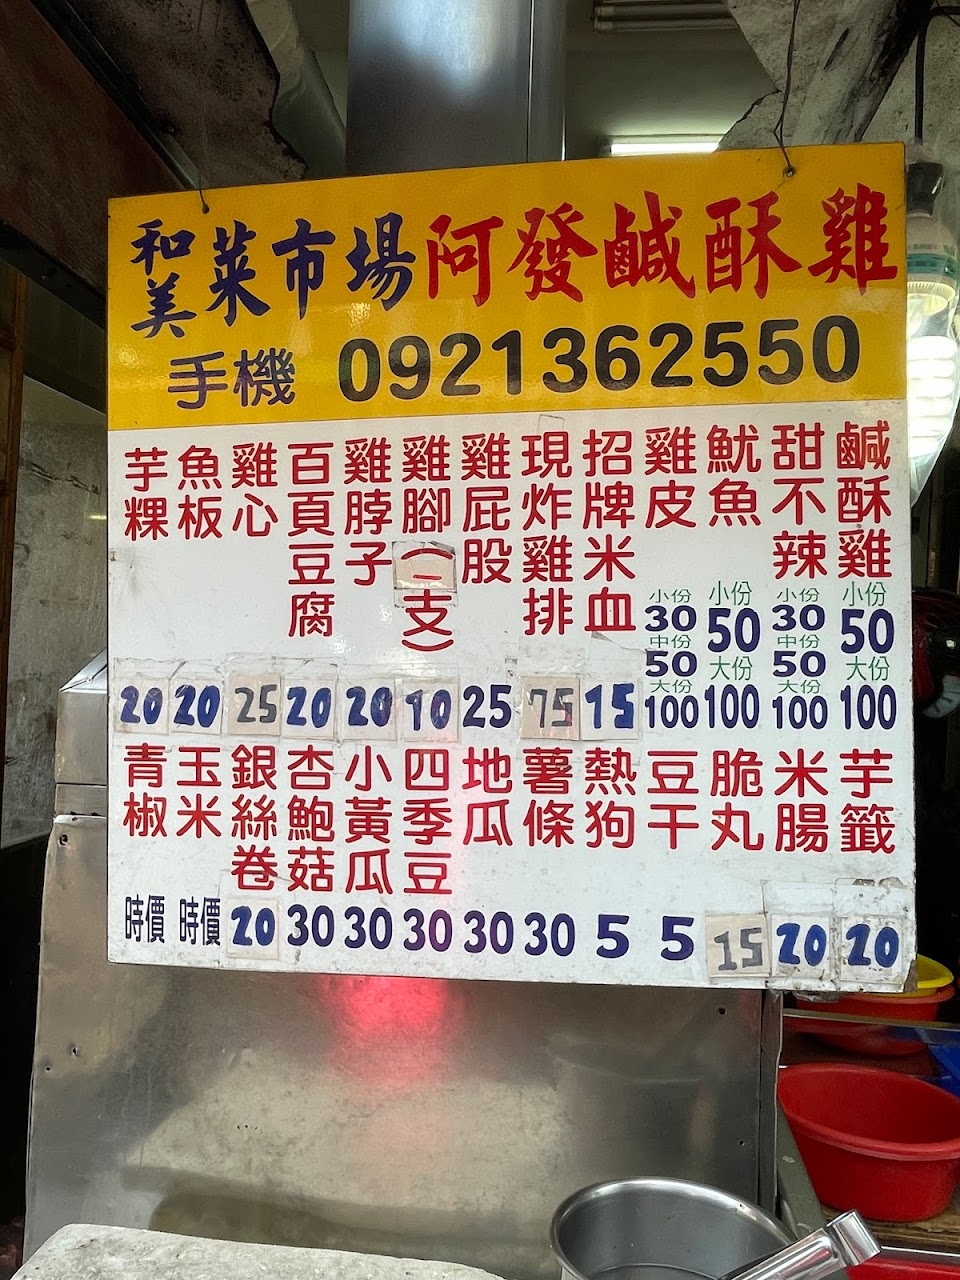 和美菜市場阿發鹹酥雞
手機 0921362550
鹹酥雞 小份 50 大份 100
甜不辣 小份 30 中份 50 大份 100
魷魚 小份 50 大份 100
雞皮 小份 30 中份 50 大份 100
招牌米血 15
現炸雞排 75
雞屁股 25
雞腳(一支) 10
雞脖子 20
百頁豆腐 20
雞心 25
魚板 20
芋粿 20
芋籤 20
米腸 20
脆丸 15
豆干 5
熱狗 5
薯條 30
地瓜 30
四季豆 30
小黃瓜 30
杏鮑菇 30
銀絲卷 20
玉米 時價
青椒 時價